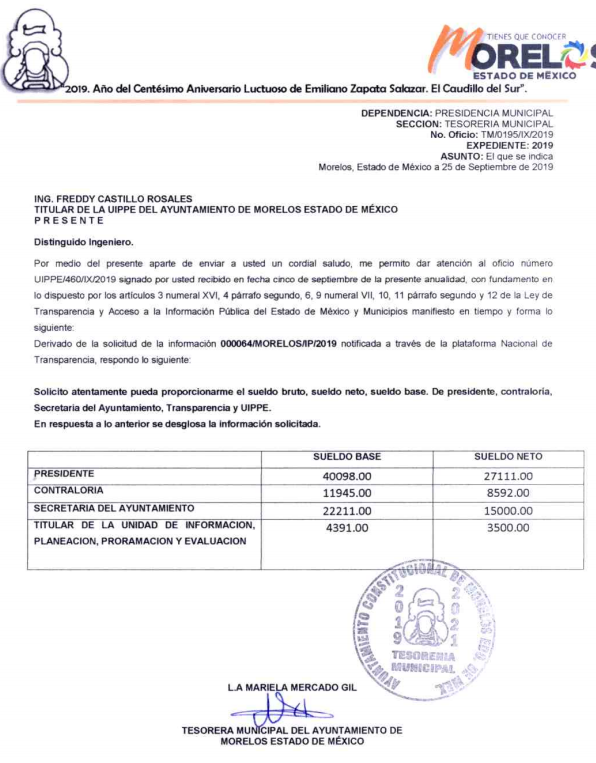 TIENES QUE CONOCER
MORELOS
ESTADO DE MÉXICO
"2019. Año del Centésimo Aniversario Luctuoso de Emiliano Zapata Salazar. El Caudillo del Sur".
DEPENDENCIA: PRESIDENCIA MUNICIPAL
SECCION: TESORERIA MUNICIPAL
No. Oficio: TM/0195/IX/2019
EXPEDIENTE: 2019
ASUNTO: El que se indica
Morelos, Estado de México a 25 de Septiembre de 2019
ING. FREDDY CASTILLO ROSALES
TITULAR DE LA UIPPE DEL AYUNTAMIENTO DE MORELOS ESTADO DE MÉXICO
P R E S E N T E
Distinguido Ingeniero.
Por medio del presente aparte de enviar a usted un cordial saludo, me permito dar atención al oficio número
UIPPE/460/IX/2019 signado por usted recibido en fecha cinco de septiembre de la presente anualidad, con fundamento en
lo dispuesto por los artículos 3 numeral XVI, 4 párrafo segundo, 6, 9 numeral VII, 10, 11 párrafo segundo y 12 de la Ley de
Transparencia y Acceso a la Información Pública del Estado de México y Municipios manifiesto en tiempo y forma lo
siguiente:
Derivado de la solicitud de la información 000064/MORELOS/IP/2019 notificada a través de la plataforma Nacional de
Transparencia, respondo lo siguiente:
Solicito atentamente pueda proporcionarme el sueldo bruto, sueldo neto, sueldo base. De presidente, contraloría,
Secretaria del Ayuntamiento, Transparencia y UIPPE.
En respuesta a lo anterior se desglosa la información solicitada.
SUELDO BASE SUELDO NETO
PRESIDENTE 40098.00 27111.00
CONTRALORIA 11945.00 8592.00
SECRETARIA DEL AYUNTAMIENTO 22211.00 15000.00
TITULAR DE LA UNIDAD DE INFORMACION, 4391.00 3500.00
PLANEACION, PRORAMACION Y EVALUACION
AYUNTAMIENTO CONSTITUCIONAL DE MORELOS EDO. DE MEX.
2019 2021
TESORERIA
MUNICIPAL
L.A MARIELA MERCADO GIL
TESORERA MUNICIPAL DEL AYUNTAMIENTO DE
MORELOS ESTADO DE MÉXICO